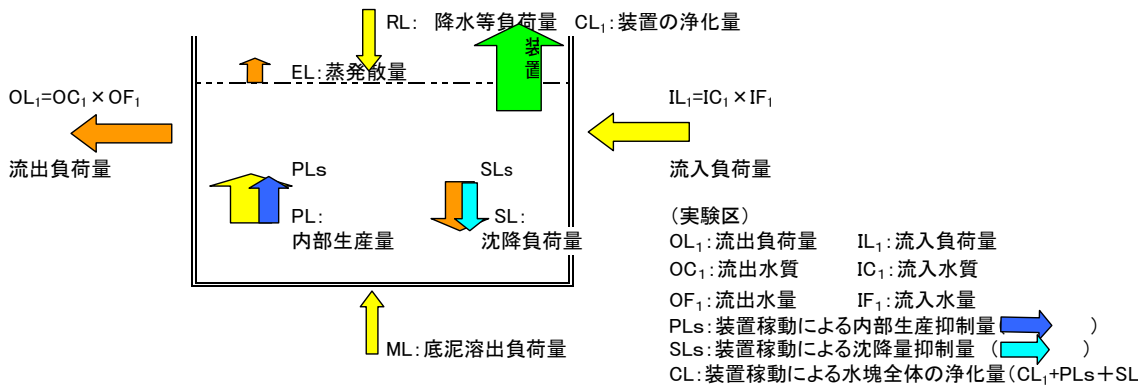 RL： 降水等負荷量 CL₁：装置の浄化量
装置
EL：蒸発散量
OL₁=OC₁×OF₁
IL₁=IC₁×IF₁
流出負荷量
流入負荷量
PLs
SLs
PL：
内部生産量
SL：
沈降負荷量
（実験区）
OL₁：流出負荷量 IL₁：流入負荷量
OC₁：流出水質 IC₁：流入水質
OF₁：流出水量 IF₁：流入水量
PLs：装置稼動による内部生産抑制量（ ）
SLs：装置稼動による沈降量抑制量 （ ）
CL：装置稼動による水塊全体の浄化量（CL₁+PLs＋SL
ML：底泥溶出負荷量